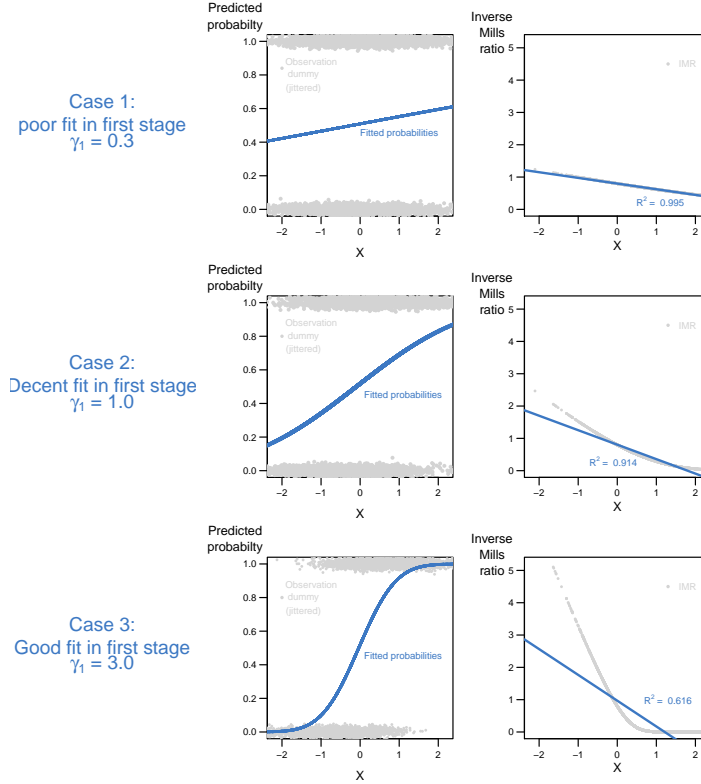 Case 1:
poor fit in first stage
γ1 = 0.3
Predicted
probabilty
1.0
0.8
0.6
0.4
0.2
0.0
Observation
dummy
(jittered)
Fitted probabilities
−2
−1
0
1
2
X
Inverse
Mills
ratio
5
4
3
2
1
0
IMR
R2 = 0.995
−2
−1
0
1
2
X
Case 2:
Decent fit in first stage
γ1 = 1.0
Predicted
probabilty
1.0
0.8
0.6
0.4
0.2
0.0
Observation
dummy
(jittered)
Fitted probabilities
−2
−1
0
1
2
X
Inverse
Mills
ratio
5
4
3
2
1
0
IMR
R2 = 0.914
−2
−1
0
1
2
X
Case 3:
Good fit in first stage
γ1 = 3.0
Predicted
probabilty
1.0
0.8
0.6
0.4
0.2
0.0
Observation
dummy
(jittered)
Fitted probabilities
−2
−1
0
1
2
X
Inverse
Mills
ratio
5
4
3
2
1
0
IMR
R2 = 0.616
−2
−1
0
1
2
X